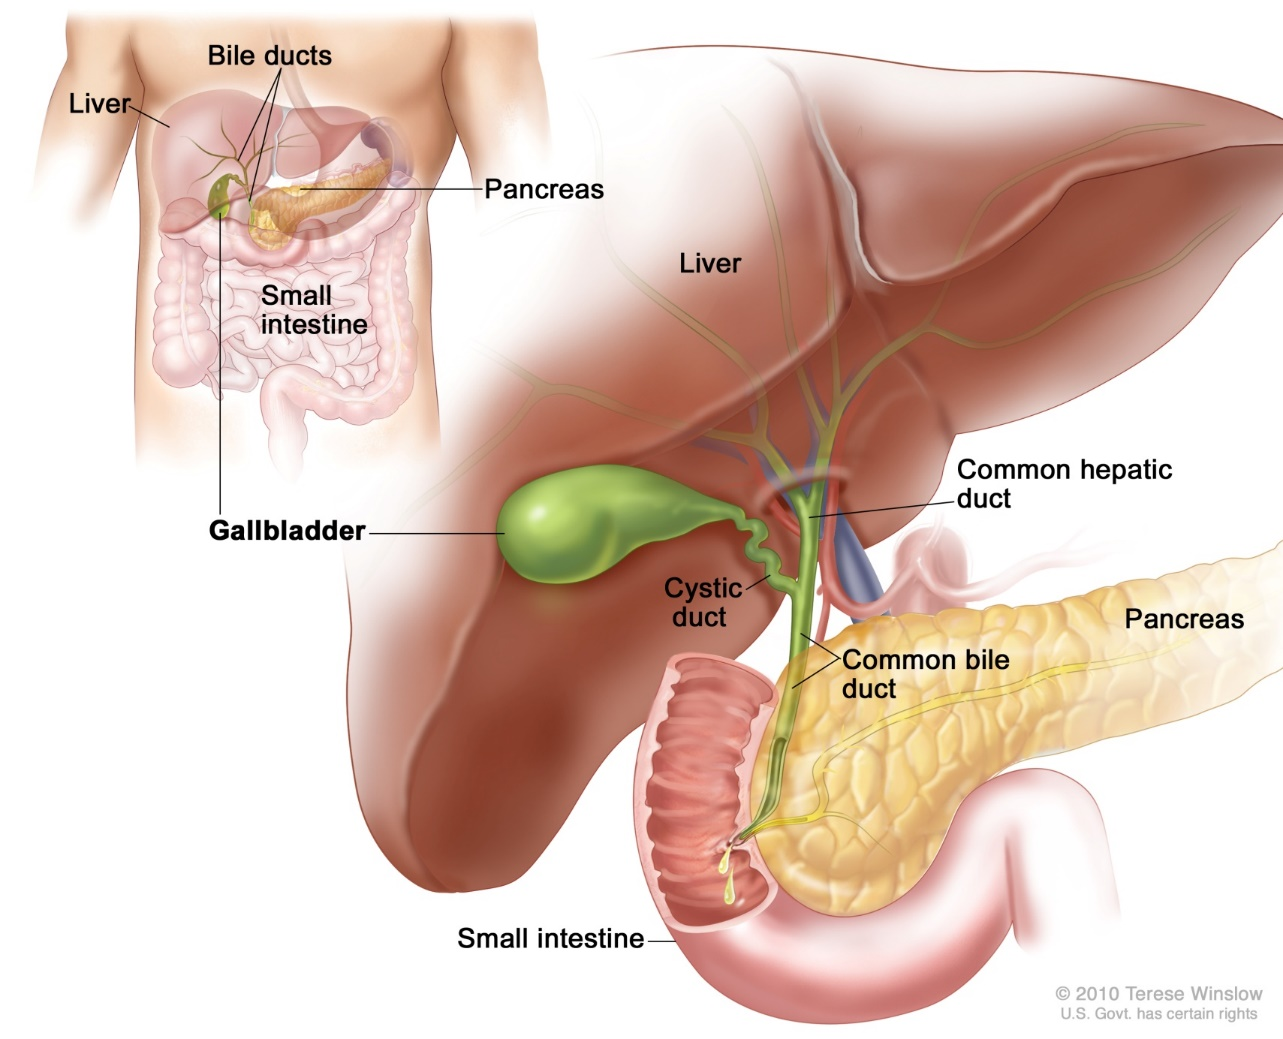 Bile ducts
Liver
Pancreas
Small
intestine
Gallbladder
Liver
Common hepatic
duct
Cystic
duct
Pancreas
Common bile
duct
Small intestine
© 2010 Terese Winslow
U.S. Govt. has certain rights